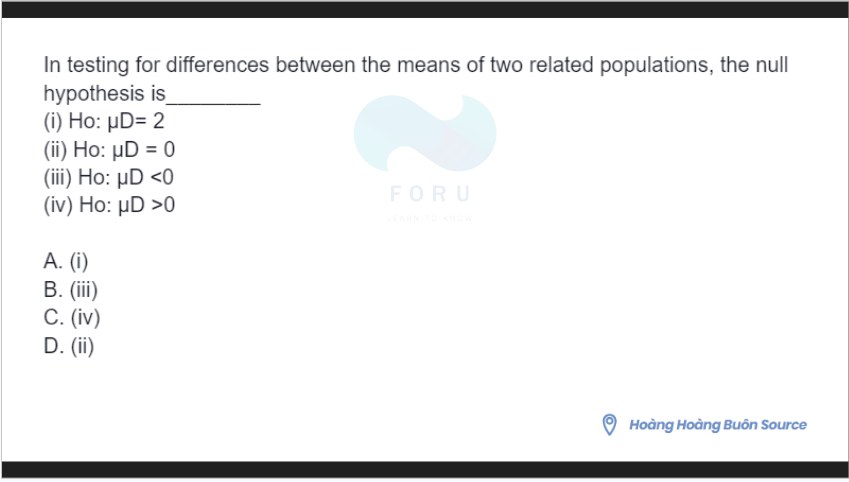 In testing for differences between the means of two related populations, the null
hypothesis is________
(i) Ho: μD= 2
(ii) Ho: μD = 0
(iii) Ho: μD <0
(iv) Ho: μD >0
FORU
A. (i)
B. (iii)
C. (iv)
D. (ii)
Hoàng Hoàng Buôn Source